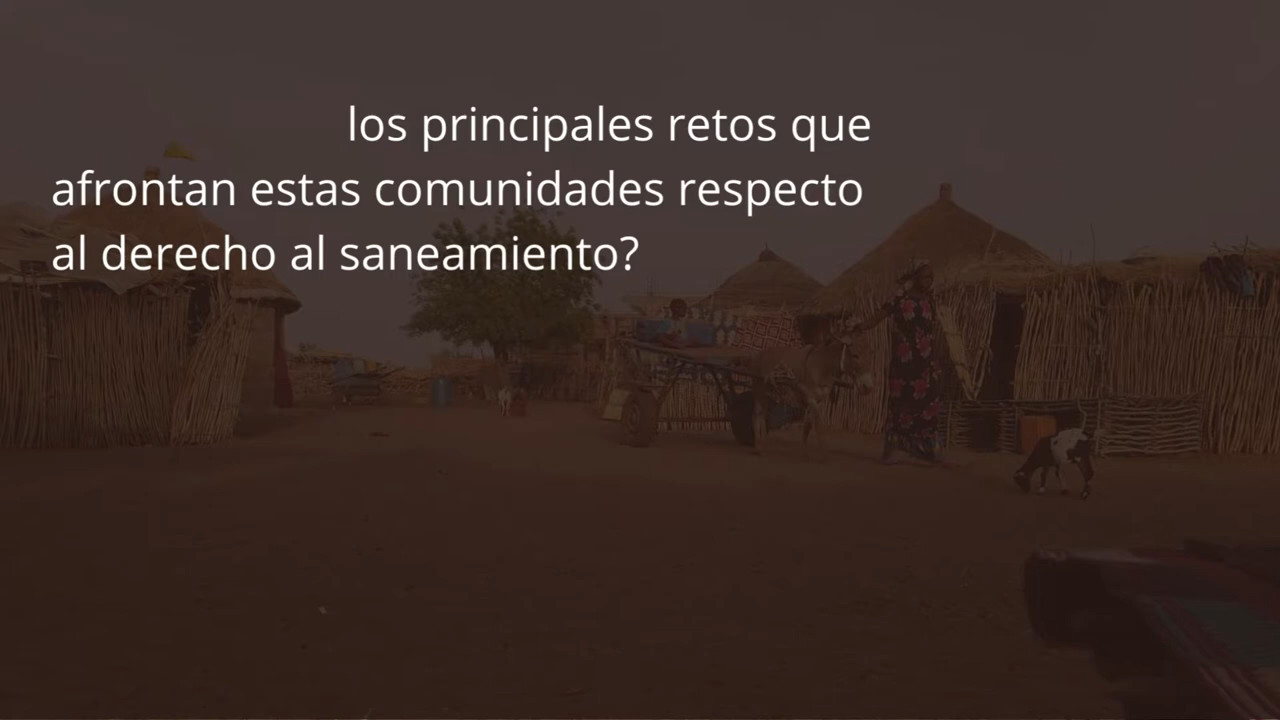 los principales retos que
afrontan estas comunidades respecto
al derecho al saneamiento?